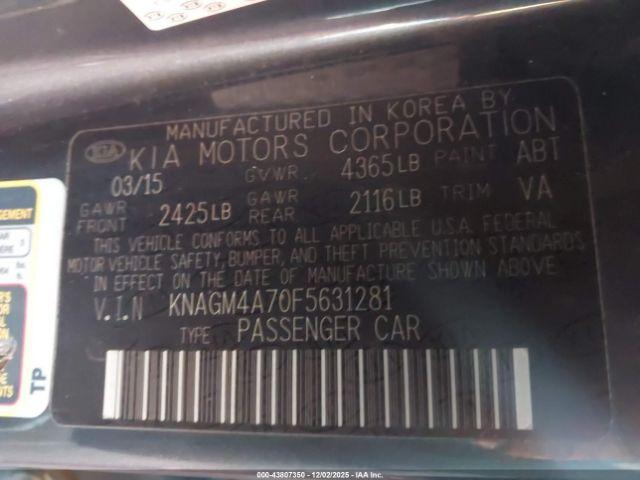 MANUFACTURED IN KOREA BY
KIA KIA MOTORS CORPORATION
03/15 GVWR 4365LB PAINT ABT
GAWR FRONT 2425LB GAWR REAR 2116LB TRIM VA
THIS VEHICLE CONFORMS TO ALL APPLICABLE U.S.A. FEDERAL
MOTOR VEHICLE SAFETY, BUMPER, AND THEFT PREVENTION STANDARDS
IN EFFECT ON THE DATE OF MANUFACTURE SHOWN ABOVE
V.I.N KNAGM4A70F5631281
TYPE PASSENGER CAR
TP
000-43807350 - 12/02/2025 - IAA Inc.